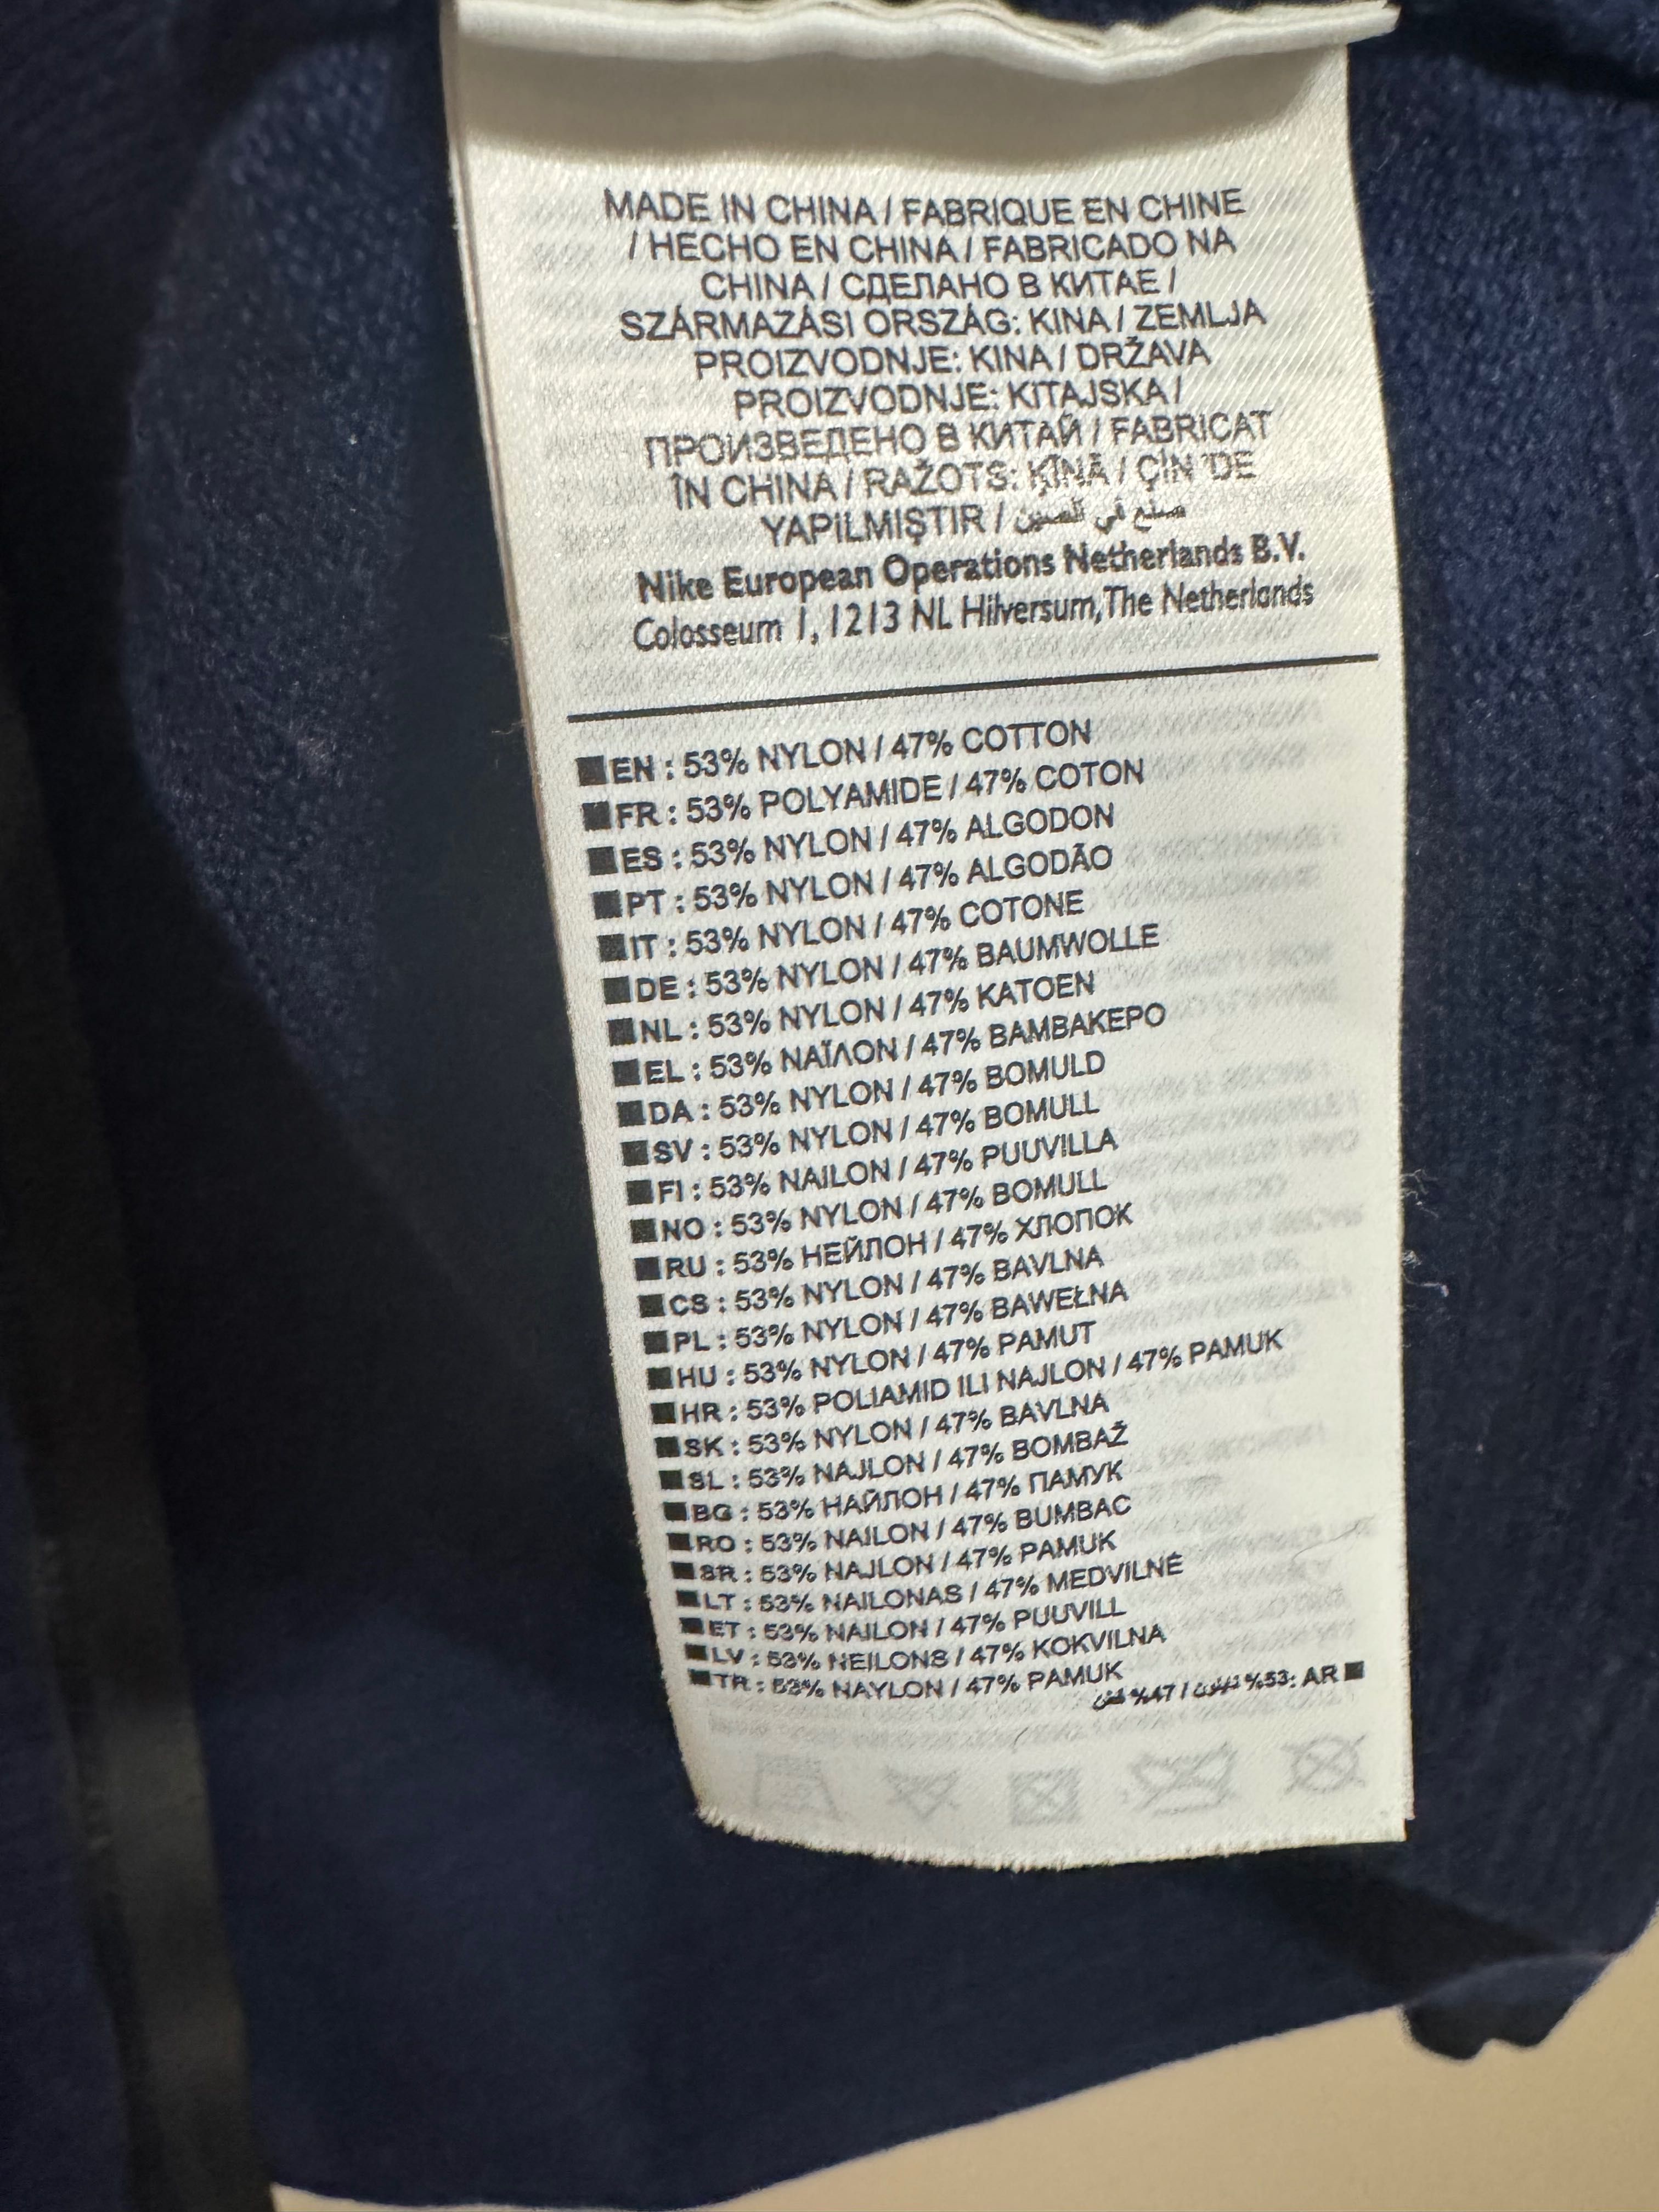 MADE IN CHINA / FABRIQUE EN CHINE
/ HECHO EN CHINA / FABRICADO NA
CHINA / СДЕЛАНО В КИТАЕ /
SZÁRMAZÁSI ORSZÁG: KINA / ZEMLJA
PROIZVODNJE: KINA / DRŽAVA
PROIZVODNJE: KITAJSKA /
ПРОИЗВЕДЕНО В КИТАЙ / FABRICAT
ÎN CHINA / RAŽOTS: ĶĪNĀ / ÇİN 'DE
YAPILMIŞTIR / صنع في الصين
Nike European Operations Netherlands B.V.
Colosseum 1, 1213 NL Hilversum, The Netherlands
■EN : 53% NYLON / 47% COTTON
■FR : 53% POLYAMIDE / 47% COTON
■ES : 53% NYLON / 47% ALGODON
■PT : 53% NYLON / 47% ALGODÃO
■IT : 53% NYLON / 47% COTONE
■DE : 53% NYLON / 47% BAUMWOLLE
■NL : 53% NYLON / 47% KATOEN
■EL : 53% ΝΑΪΛΟΝ / 47% ΒΑΜΒΑΚΕΡΟ
■DA : 53% NYLON / 47% BOMULD
■SV : 53% NYLON / 47% BOMULL
■FI : 53% NAILON / 47% PUUVILLA
■NO : 53% NYLON / 47% BOMULL
■RU : 53% НЕЙЛОН / 47% ХЛОПОК
■CS : 53% NYLON / 47% BAVLNA
■PL : 53% NYLON / 47% BAWEŁNA
■HU : 53% NYLON / 47% PAMUT
■HR : 53% POLIAMID ILI NAJLON / 47% PAMUK
■SK : 53% NYLON / 47% BAVLNA
■SL : 53% NAJLON / 47% BOMBAŽ
■BG : 53% НАЙЛОН / 47% ПАМУК
■RO : 53% NAILON / 47% BUMBAC
■SR : 53% NAJLON / 47% PAMUK
■LT : 53% NAILONAS / 47% MEDVILNĖ
■ET : 53% NAILON / 47% PUUVILL
■LV : 53% NEILONS / 47% KOKVILNA
■TR : 53% NAYLON / 47% PAMUK
■ AR :53% نايلون / 47% قطن